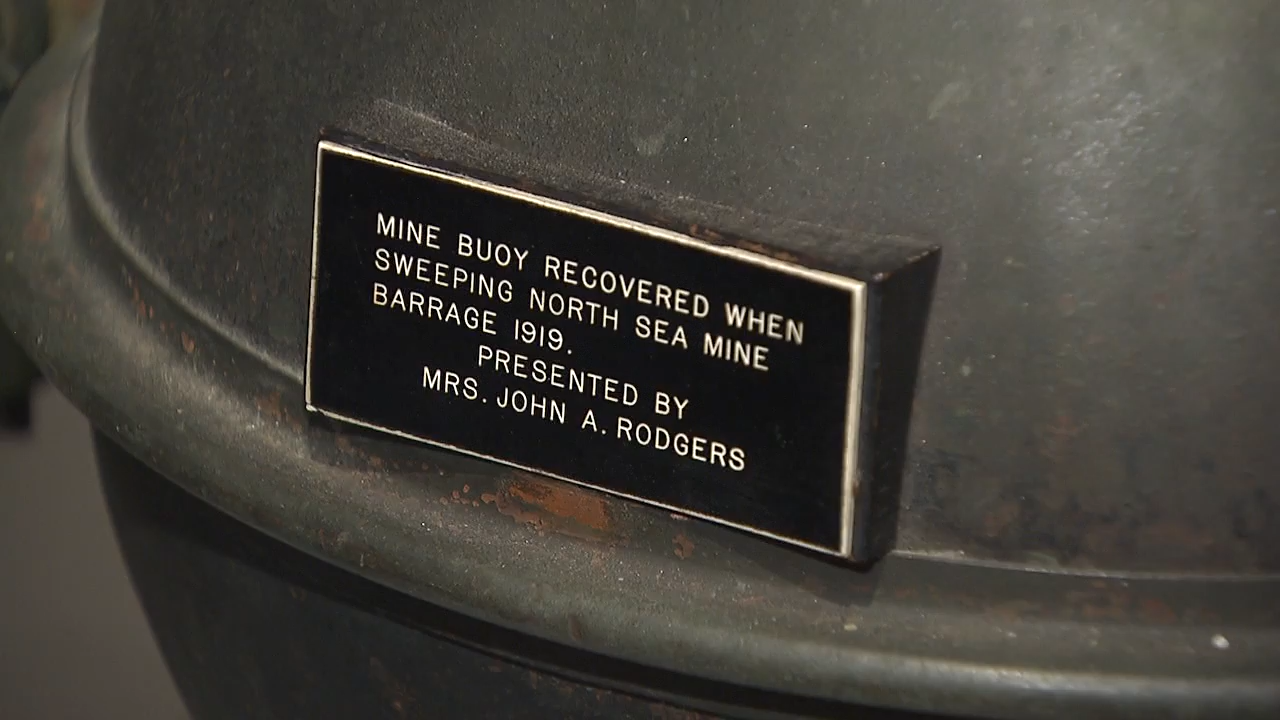 MINE BUOY RECOVERED WHEN
SWEEPING NORTH SEA MINE
BARRAGE 1919.
PRESENTED BY
MRS. JOHN A. RODGERS